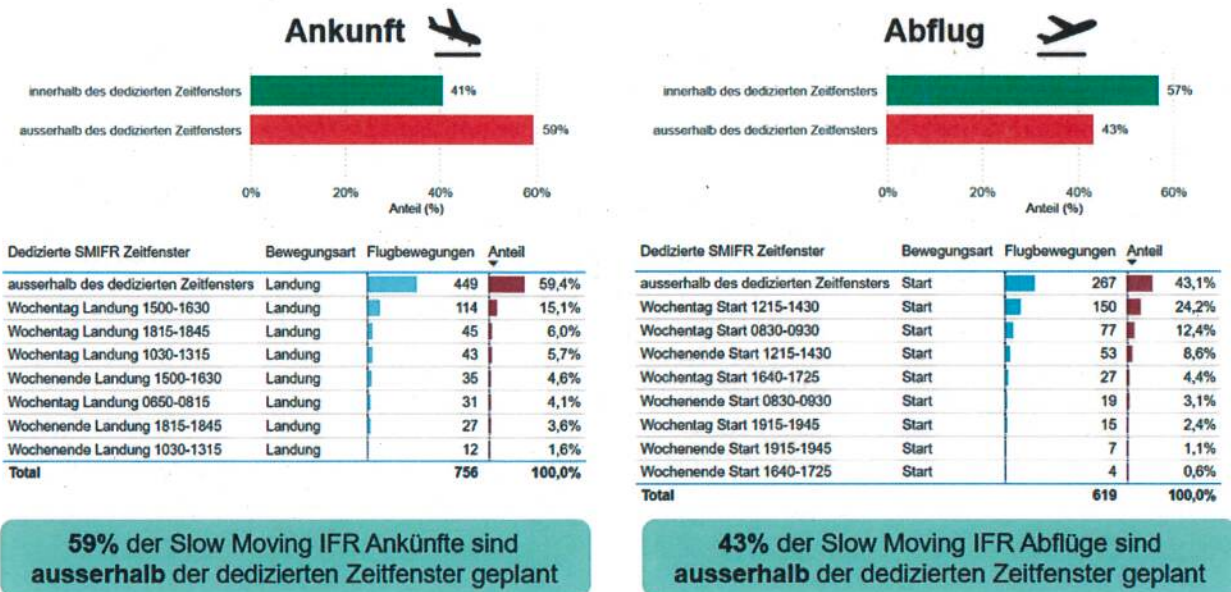 Ankunft
innerhalb des dedizierten Zeitfensters 41%
ausserhalb des dedizierten Zeitfensters 59%
0% 20% 40% 60%
Anteil (%)
Dedizierte SMIFR Zeitfenster Bewegungsart Flugbewegungen Anteil
ausserhalb des dedizierten Zeitfensters Landung 449 59,4%
Wochentag Landung 1500-1630 Landung 114 15,1%
Wochentag Landung 1815-1845 Landung 45 6,0%
Wochentag Landung 1030-1315 Landung 43 5,7%
Wochenende Landung 1500-1630 Landung 35 4,6%
Wochentag Landung 0650-0815 Landung 31 4,1%
Wochenende Landung 1815-1845 Landung 27 3,6%
Wochenende Landung 1030-1315 Landung 12 1,6%
Total 756 100,0%
59% der Slow Moving IFR Ankünfte sind
ausserhalb der dedizierten Zeitfenster geplant
Abflug
innerhalb des dedizierten Zeitfensters 57%
ausserhalb des dedizierten Zeitfensters 43%
0% 20% 40% 60%
Anteil (%)
Dedizierte SMIFR Zeitfenster Bewegungsart Flugbewegungen Anteil
ausserhalb des dedizierten Zeitfensters Start 267 43,1%
Wochentag Start 1215-1430 Start 150 24,2%
Wochentag Start 0830-0930 Start 77 12,4%
Wochenende Start 1215-1430 Start 53 8,6%
Wochentag Start 1640-1725 Start 27 4,4%
Wochenende Start 0830-0930 Start 19 3,1%
Wochentag Start 1915-1945 Start 15 2,4%
Wochenende Start 1915-1945 Start 7 1,1%
Wochenende Start 1640-1725 Start 4 0,6%
Total 619 100,0%
43% der Slow Moving IFR Abflüge sind
ausserhalb der dedizierten Zeitfenster geplant